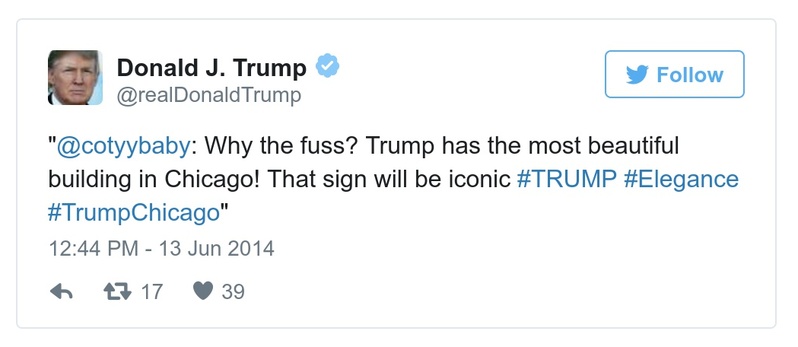 Donald J. Trump
@realDonaldTrump
Follow
"@cotyybaby: Why the fuss? Trump has the most beautiful
building in Chicago! That sign will be iconic #TRUMP #Elegance
#TrumpChicago"
12:44 PM - 13 Jun 2014
17 39